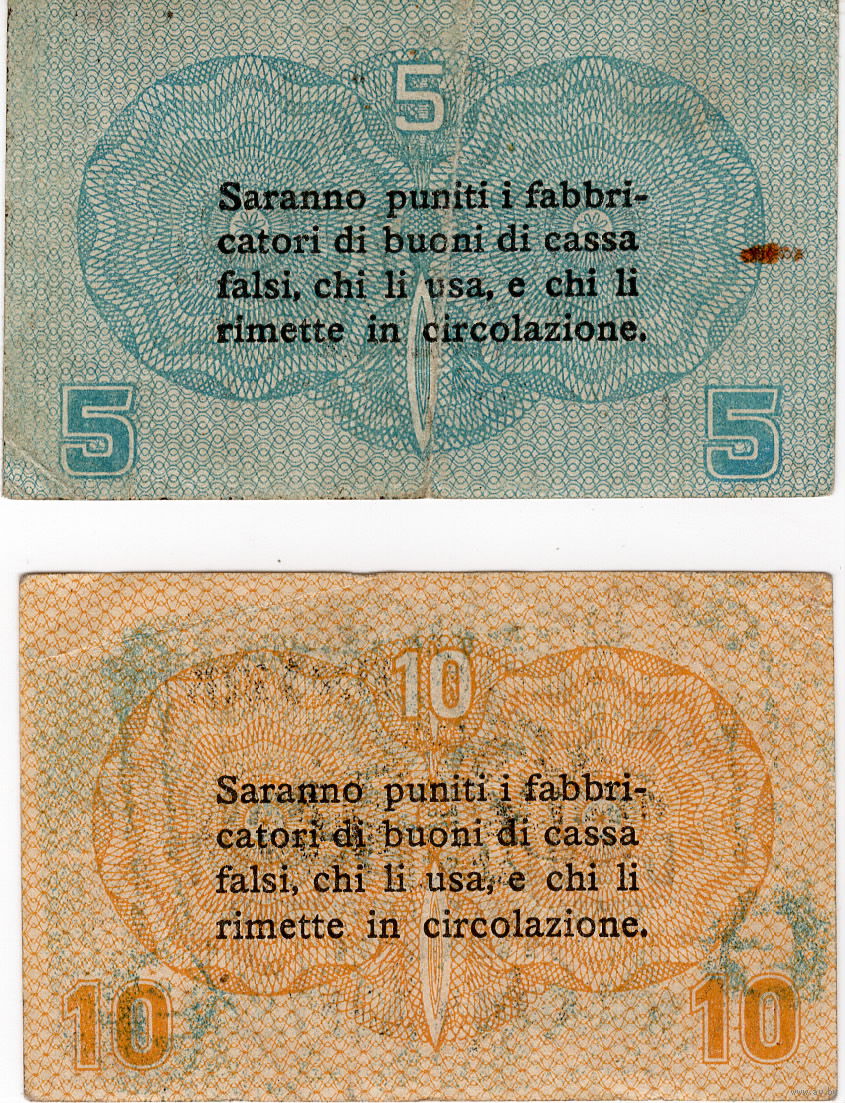 5
Saranno puniti i fabbri-
catori di buoni di cassa
falsi, chi li usa, e chi li
rimette in circolazione.
5 5
10
Saranno puniti i fabbri-
catori di buoni di cassa
falsi, chi li usa, e chi li
rimette in circolazione.
10 10